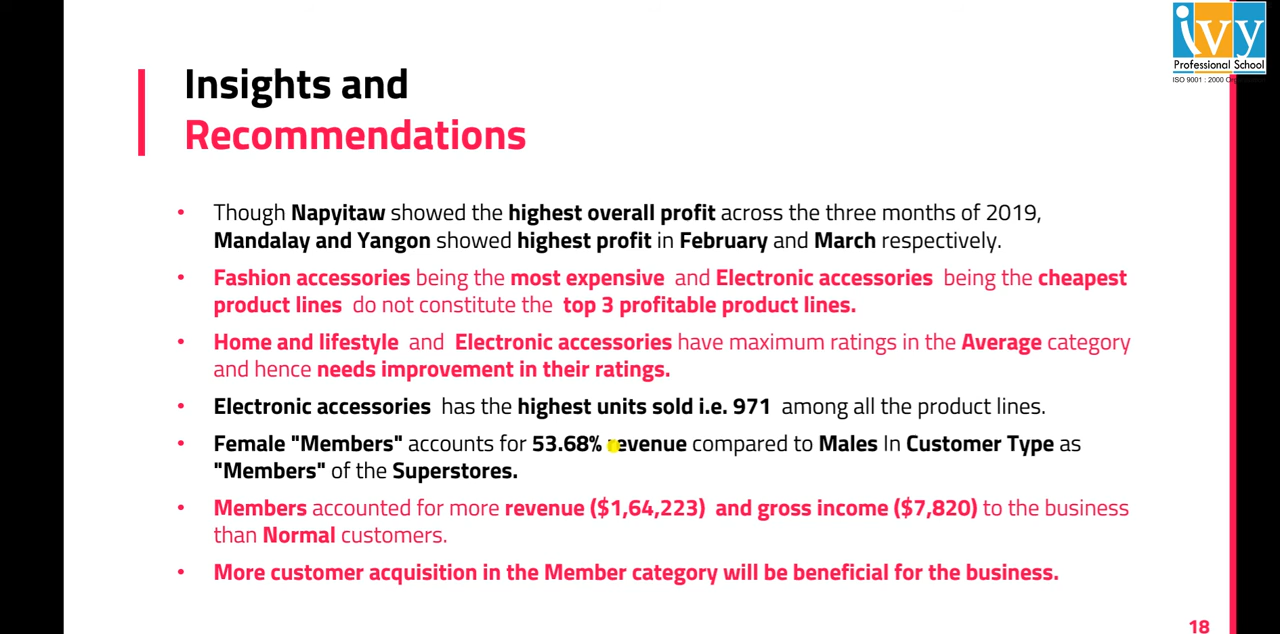 ivy
Professional School
ISO 9001 : 2000
Insights and
Recommendations
• Though Napyitaw showed the highest overall profit across the three months of 2019,
Mandalay and Yangon showed highest profit in February and March respectively.
• Fashion accessories being the most expensive and Electronic accessories being the cheapest
product lines do not constitute the top 3 profitable product lines.
• Home and lifestyle and Electronic accessories have maximum ratings in the Average category
and hence needs improvement in their ratings.
• Electronic accessories has the highest units sold i.e. 971 among all the product lines.
• Female "Members" accounts for 53.68% revenue compared to Males In Customer Type as
"Members" of the Superstores.
• Members accounted for more revenue ($1,64,223) and gross income ($7,820) to the business
than Normal customers.
• More customer acquisition in the Member category will be beneficial for the business.
18